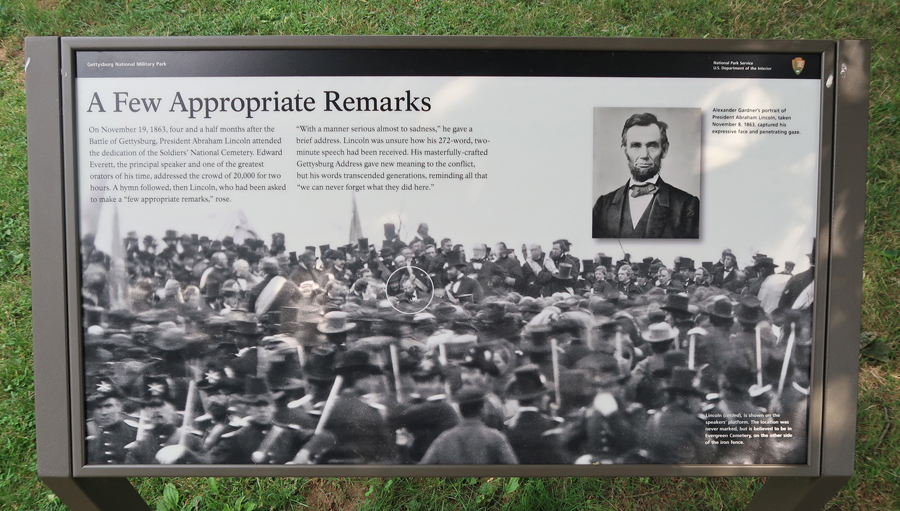 Gettysburg National Military Park
National Park Service
U.S. Department of the Interior
A Few Appropriate Remarks
On November 19, 1863, four and a half months after the
Battle of Gettysburg, President Abraham Lincoln attended
the dedication of the Soldiers' National Cemetery. Edward
Everett, the principal speaker and one of the greatest
orators of his time, addressed the crowd of 20,000 for two
hours. A hymn followed, then Lincoln, who had been asked
to make a "few appropriate remarks," rose.
"With a manner serious almost to sadness," he gave a
brief address. Lincoln was unsure how his 272-word, two-
minute speech had been received. His masterfully-crafted
Gettysburg Address gave new meaning to the conflict,
but his words transcended generations, reminding all that
"we can never forget what they did here."
Alexander Gardner's portrait of
President Abraham Lincoln, taken
November 8, 1863, captured his
expressive face and penetrating gaze.
Lincoln (circled), is shown on the
speakers' platform. The location was
never marked, but is believed to be in
Evergreen Cemetery, on the other side
of the iron fence.